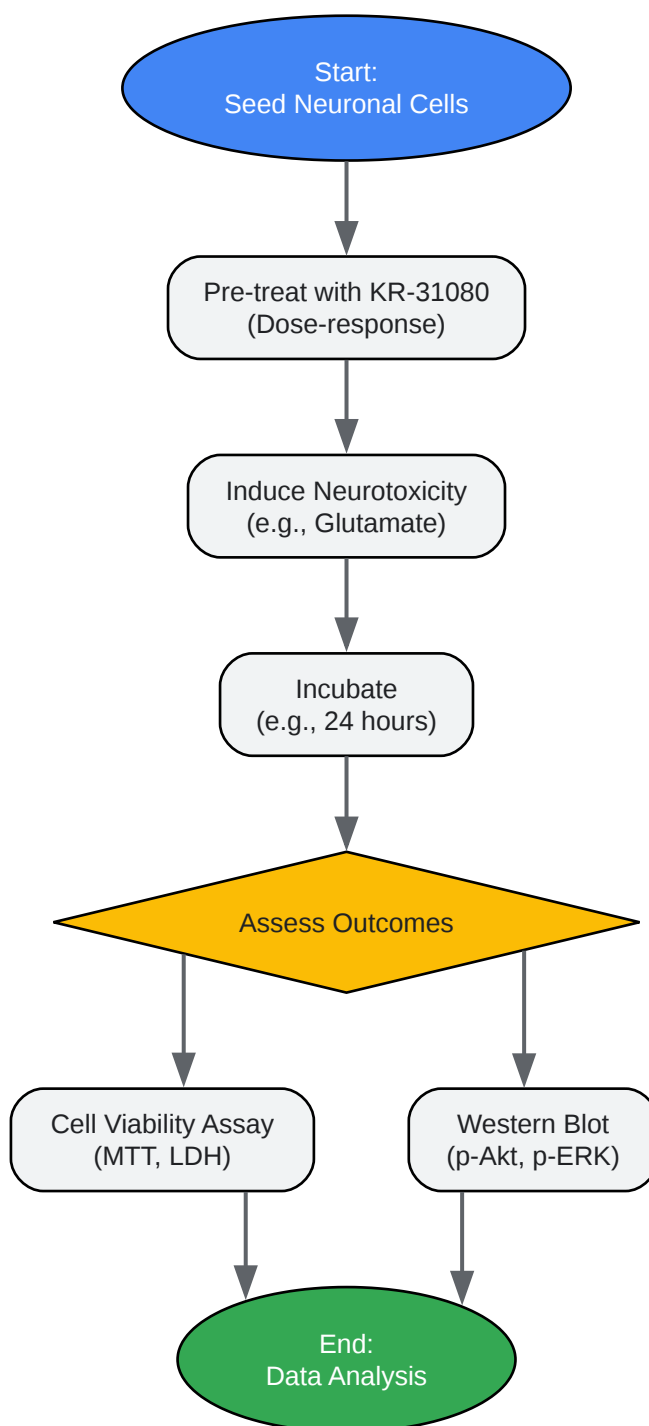 Start:
Seed Neuronal Cells
Pre-treat with KR-31080
(Dose-response)
Induce Neurotoxicity
(e.g., Glutamate)
Incubate
(e.g., 24 hours)
Assess Outcomes
Cell Viability Assay
(MTT, LDH)
Western Blot
(p-Akt, p-ERK)
End:
Data Analysis